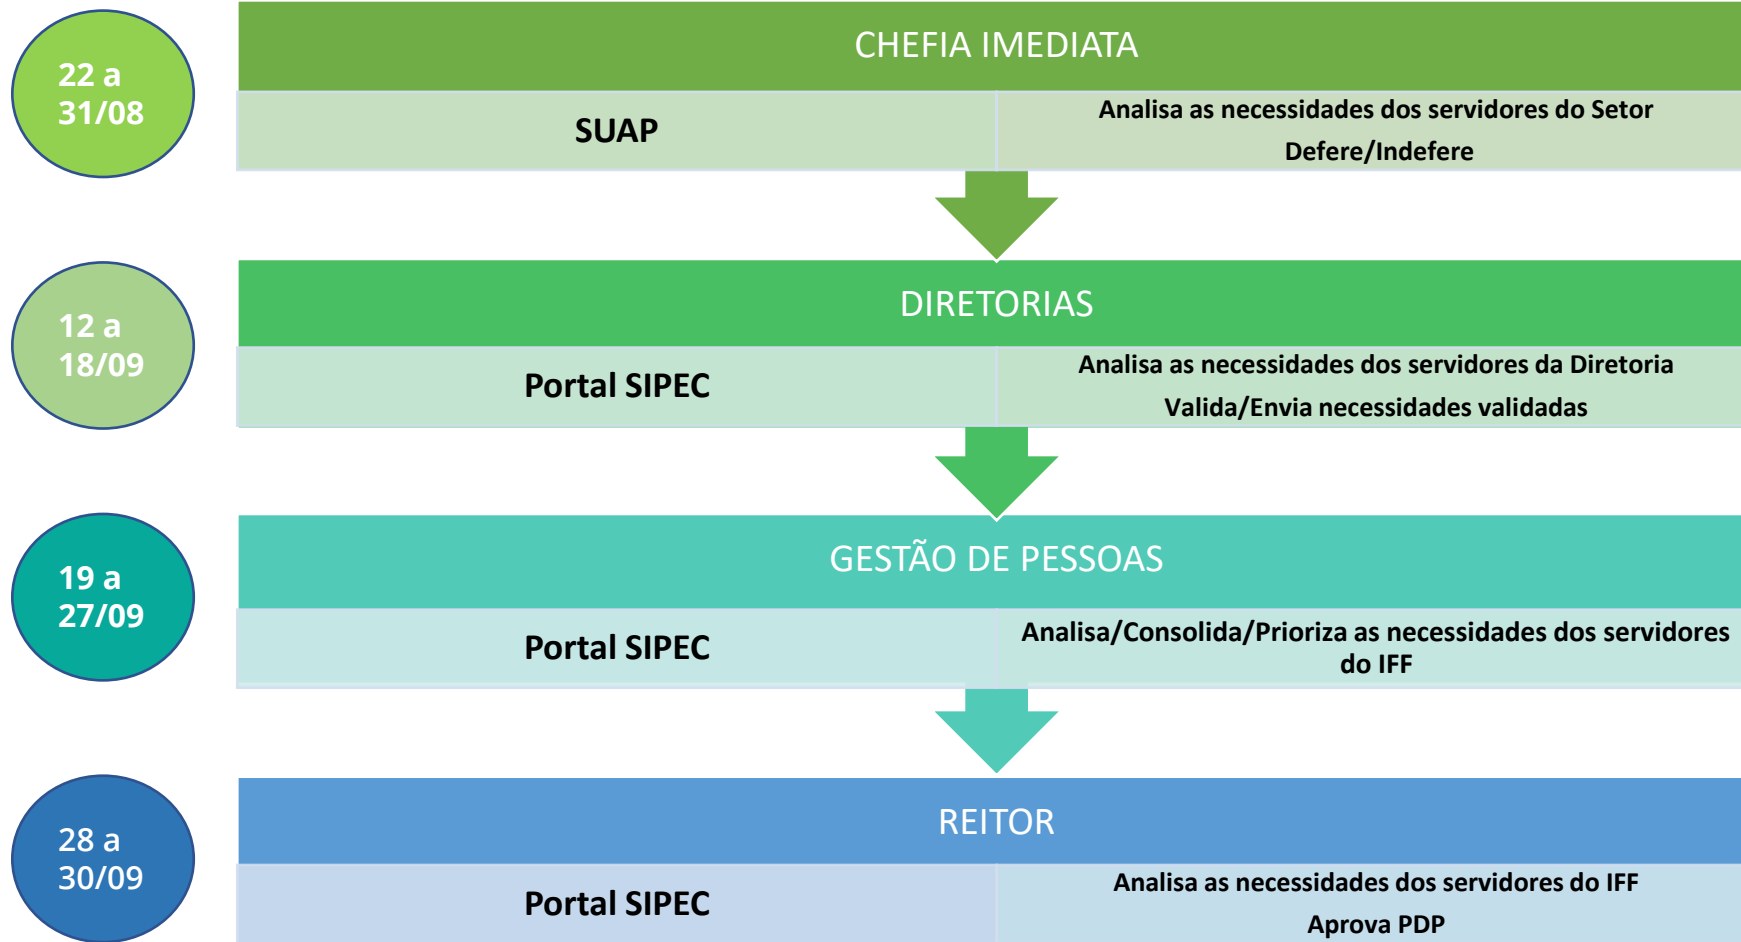 22 a
31/08
CHEFIA IMEDIATA
SUAP
Analisa as necessidades dos servidores do Setor
Defere/Indefere
12 a
18/09
DIRETORIAS
Portal SIPEC
Analisa as necessidades dos servidores da Diretoria
Valida/Envia necessidades validadas
19 a
27/09
GESTÃO DE PESSOAS
Portal SIPEC
Analisa/Consolida/Prioriza as necessidades dos servidores
do IFF
28 a
30/09
REITOR
Portal SIPEC
Analisa as necessidades dos servidores do IFF
Aprova PDP